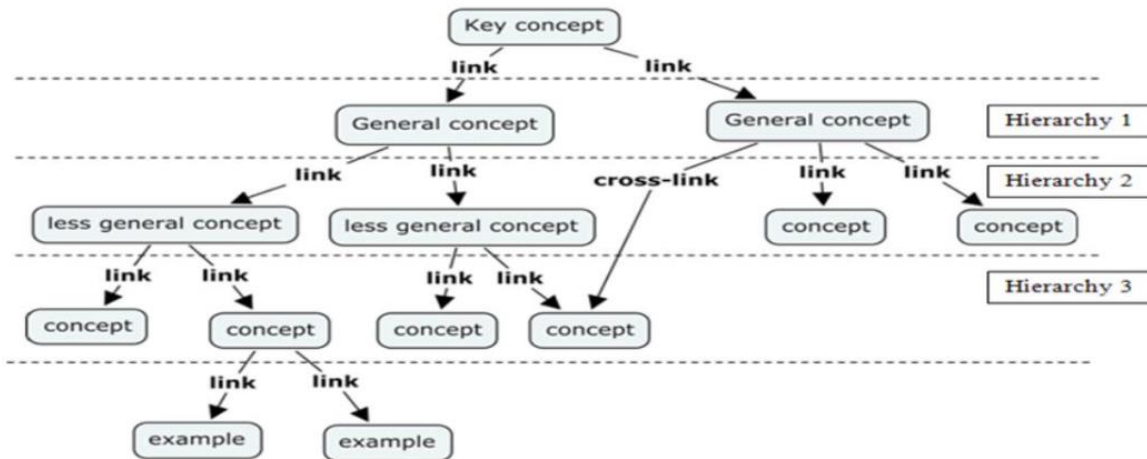 Key concept
link link
General concept General concept Hierarchy 1
link link cross-link link link Hierarchy 2
less general concept less general concept concept concept
link link link link Hierarchy 3
concept concept concept concept
link link
example example